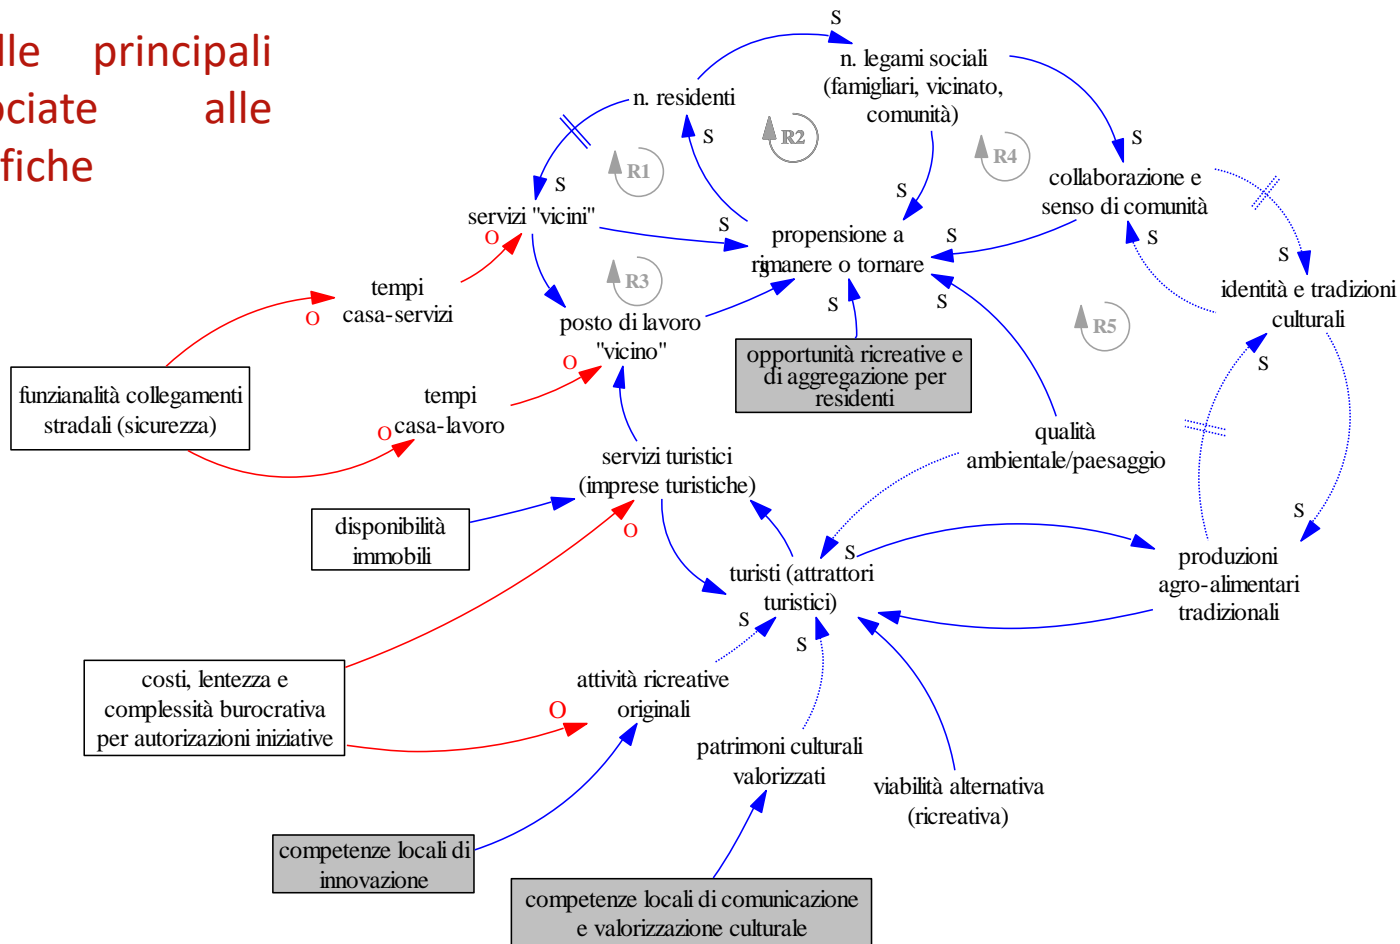 lle principali
ociate alle
fiche
S
n. legami sociali
(famigliari, vicinato,
comunità)
n. residenti
S
R2
S
S
R4
R1
S
S
S
collaborazione e
senso di comunità
servizi "vicini"
O
S
propensione a
rimanere o tornare
S
S
S
S
S
S
identità e tradizioni
culturali
R3
R5
tempi
casa-servizi
O
posto di lavoro
"vicino"
O
S
opportunità ricreative e
di aggregazione per
residenti
funzianalità collegamenti
stradali (sicurezza)
tempi
casa-lavoro
O
qualità
ambientale/paesaggio
servizi turistici
(imprese turistiche)
O
S
disponibilità
immobili
S
turisti (attrattori
turistici)
S
S
produzioni
agro-alimentari
tradizionali
costi, lentezza e
complessità burocrativa
per autorizzazioni iniziative
attività ricreative
originali
O
patrimoni culturali
valorizzati
viabilità alternativa
(ricreativa)
competenze locali di
innovazione
competenze locali di comunicazione
e valorizzazione culturale